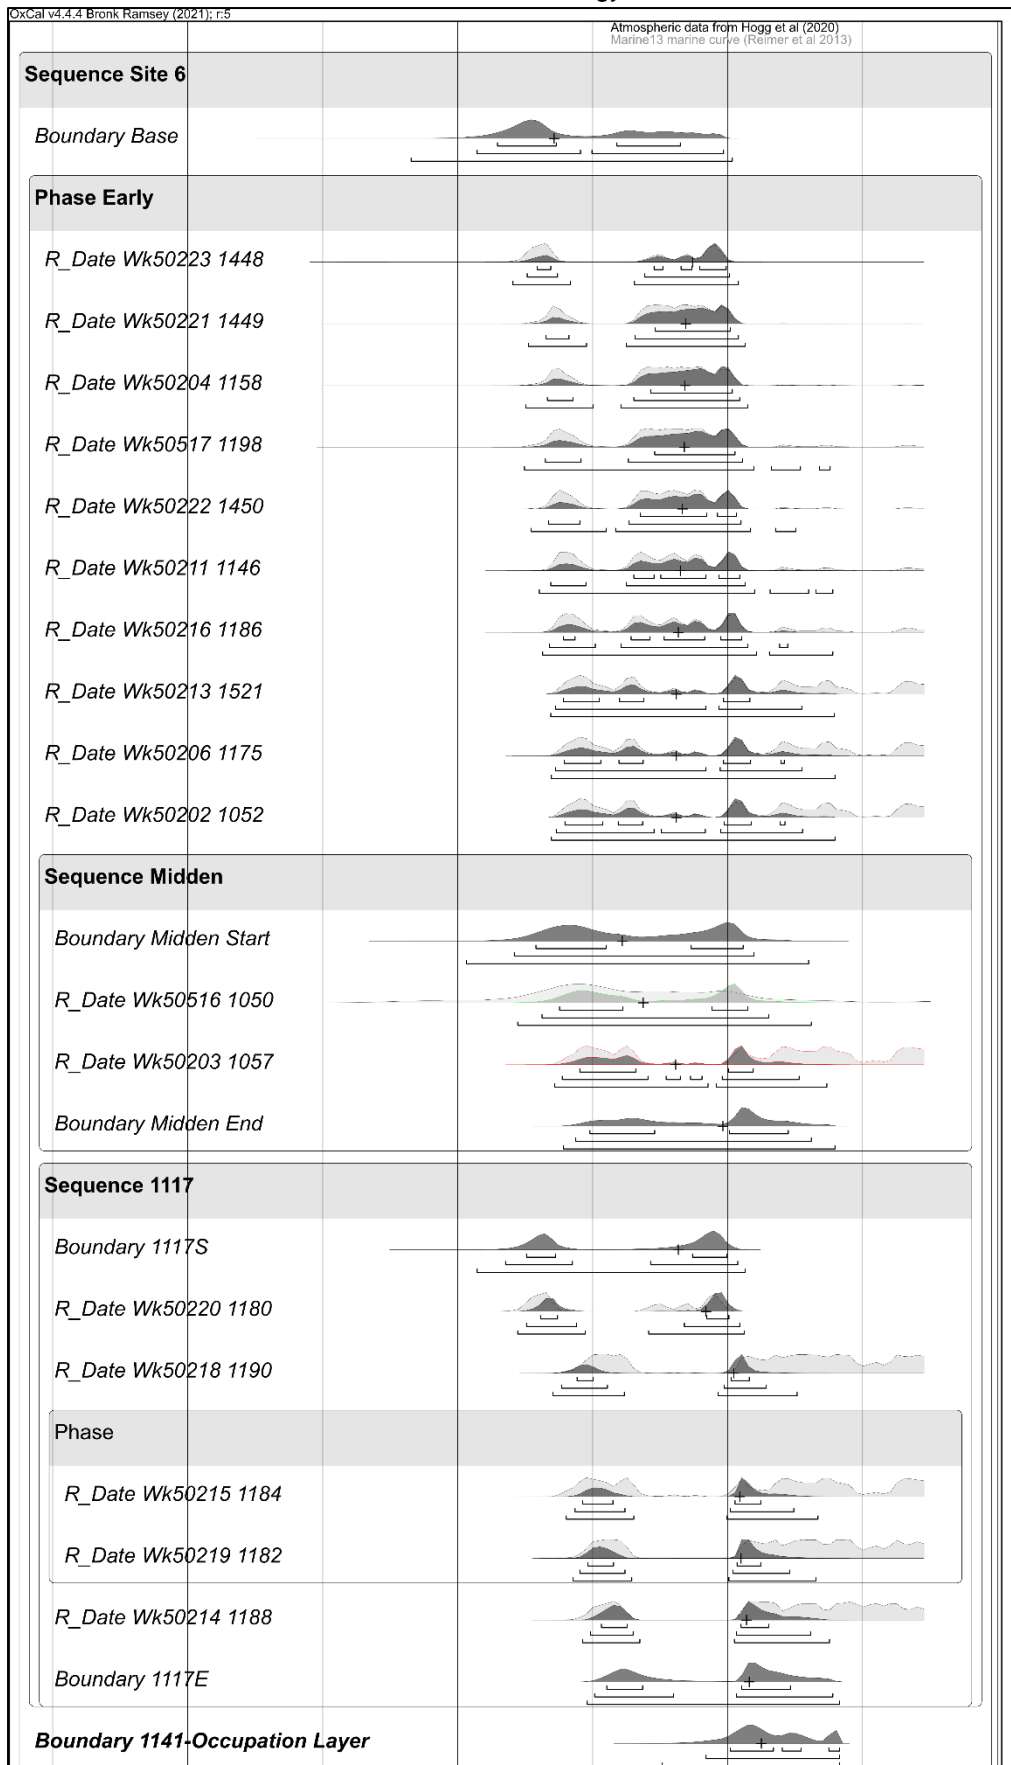 OxCal v4.4.4 Bronk Ramsey (2021); r:5
Atmospheric data from Hogg et al (2020)
Marine13 marine curve (Reimer et al 2013)
Sequence Site 6
Boundary Base
Phase Early
R_Date Wk50223 1448
R_Date Wk50221 1449
R_Date Wk50204 1158
R_Date Wk50517 1198
R_Date Wk50222 1450
R_Date Wk50211 1146
R_Date Wk50216 1186
R_Date Wk50213 1521
R_Date Wk50206 1175
R_Date Wk50202 1052
Sequence Midden
Boundary Midden Start
R_Date Wk50516 1050
R_Date Wk50203 1057
Boundary Midden End
Sequence 1117
Boundary 1117S
R_Date Wk50220 1180
R_Date Wk50218 1190
Phase
R_Date Wk50215 1184
R_Date Wk50219 1182
R_Date Wk50214 1188
Boundary 1117E
Boundary 1141-Occupation Layer